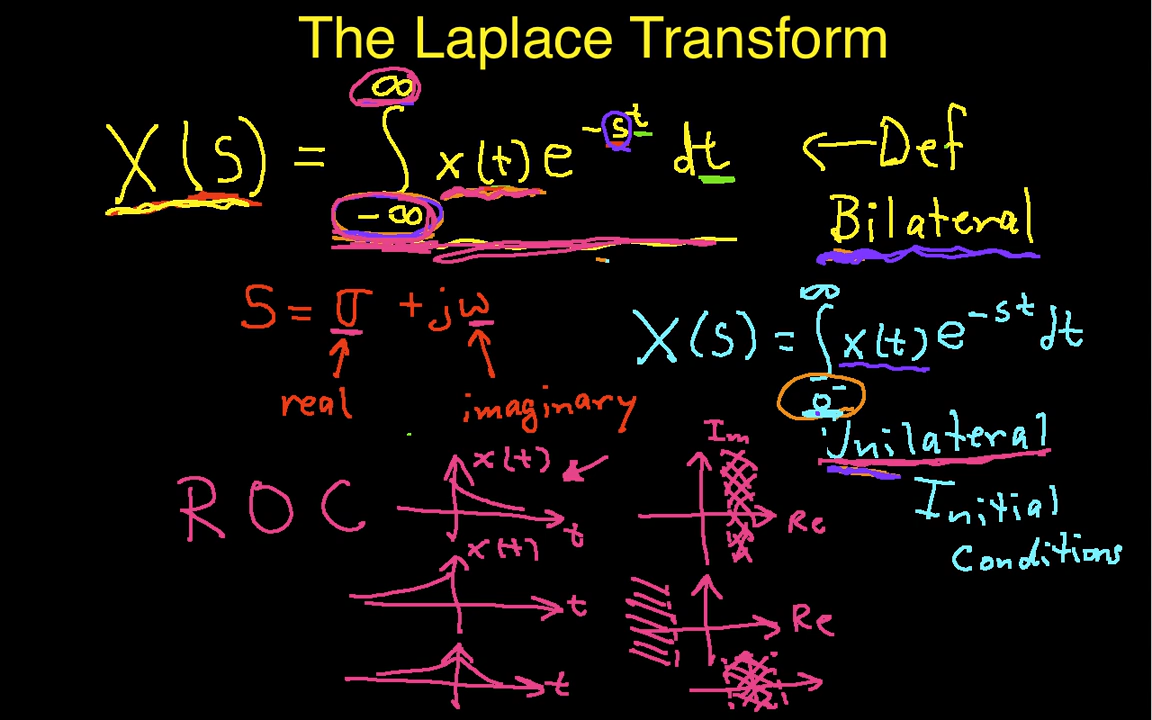 The Laplace Transform
X(s) = ∫_{-∞}^{∞} x(t) e^{-st} dt ← Def
Bilateral
S = σ + jω
real imaginary
X(s) = ∫_{0^-}^{∞} x(t) e^{-st} dt
Unilateral
Initial
Conditions
ROC
x(t)
t
x(t)
t
t
Im
Re
Re